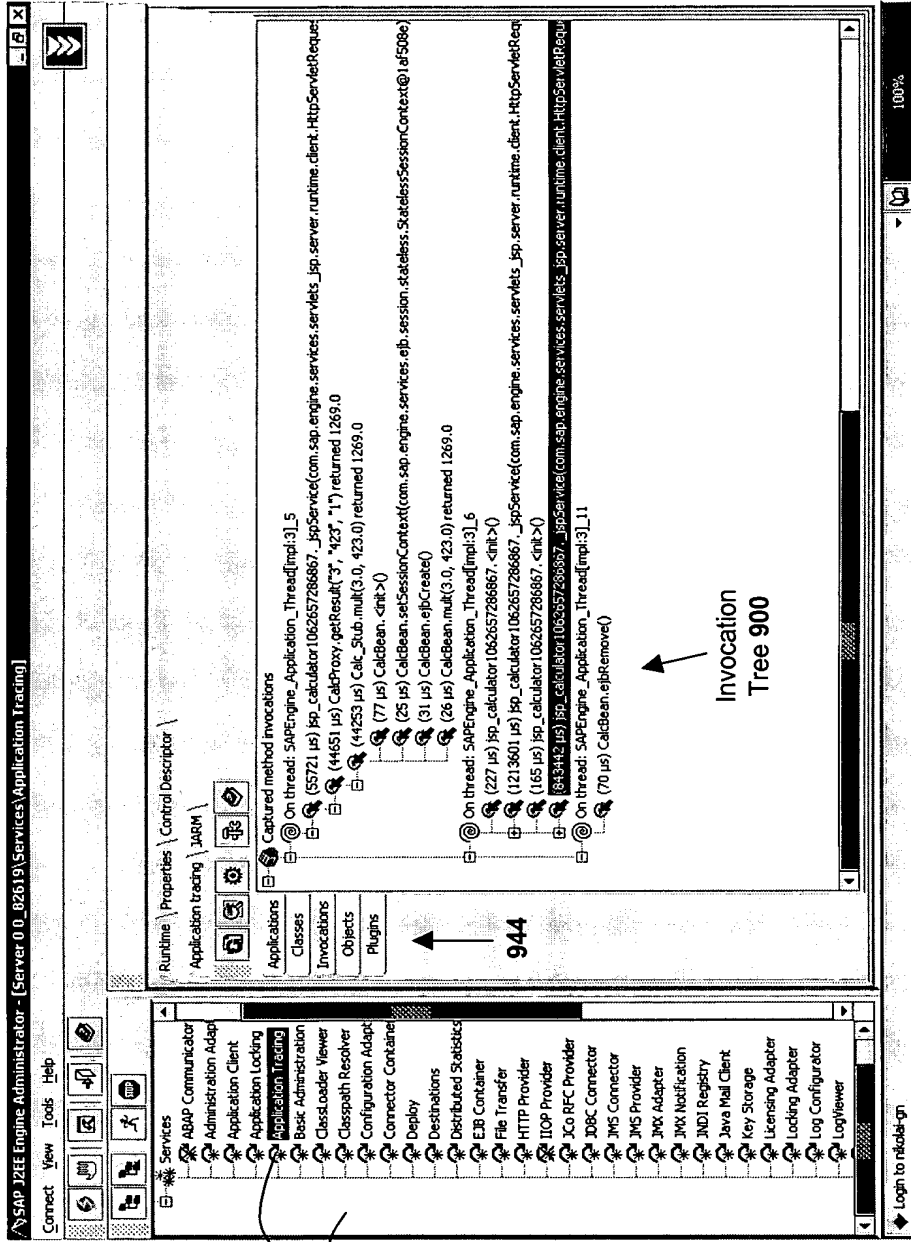 SAP J2EE Engine Administrator - [Server 0 0_82619\Services\Application Tracing]
Connect View Tools Help
Services
ABAP Communicator
Administration Adapt
Application Client
Application Locking
Application Tracing
Basic Administration
ClassLoader Viewer
Classpath Resolver
Configuration Adapt
Connector Container
Deploy
Destinations
Distributed Statistics
EJB Container
File Transfer
HTTP Provider
IIOP Provider
JCo RFC Provider
JDBC Connector
JMS Connector
JMS Provider
JMX Adapter
JMX Notification
JNDI Registry
Java Mail Client
Key Storage
Licensing Adapter
Locking Adapter
Log Configurator
LogViewer
Runtime \ Properties \ Control Descriptor \
Application tracing \ JARM \
Applications
Classes
Invocations
Objects
Plugins
944
Captured method invocations
On thread: SAPEngine_Application_Thread[impl:3]_5
(55721 µs) jsp_calculator1062657286867._jspService(com.sap.engine.services.servlets_jsp.server.runtime.client.HttpServletReques
(44651 µs) CalcProxy.getResult("3", "423", "1") returned 1269.0
(44253 µs) Calc_Stub.mult(3.0, 423.0) returned 1269.0
(77 µs) CalcBean.<init>()
(25 µs) CalcBean.setSessionContext(com.sap.engine.services.ejb.session.stateless.StatelessSessionContext@1af508e)
(31 µs) CalcBean.ejbCreate()
(26 µs) CalcBean.mult(3.0, 423.0) returned 1269.0
On thread: SAPEngine_Application_Thread[impl:3]_6
(227 µs) jsp_calculator1062657286867.<init>()
(1213601 µs) jsp_calculator1062657286867._jspService(com.sap.engine.services.servlets_jsp.server.runtime.client.HttpServletRequ
(165 µs) jsp_calculator1062657286867.<init>()
(843442 µs) jsp_calculator1062657286867._jspService(com.sap.engine.services.servlets_jsp.server.runtime.client.HttpServletRequ
On thread: SAPEngine_Application_Thread[impl:3]_11
(70 µs) CalcBean.ejbRemove()
Invocation
Tree 900
Login to nikolai-gn
100%